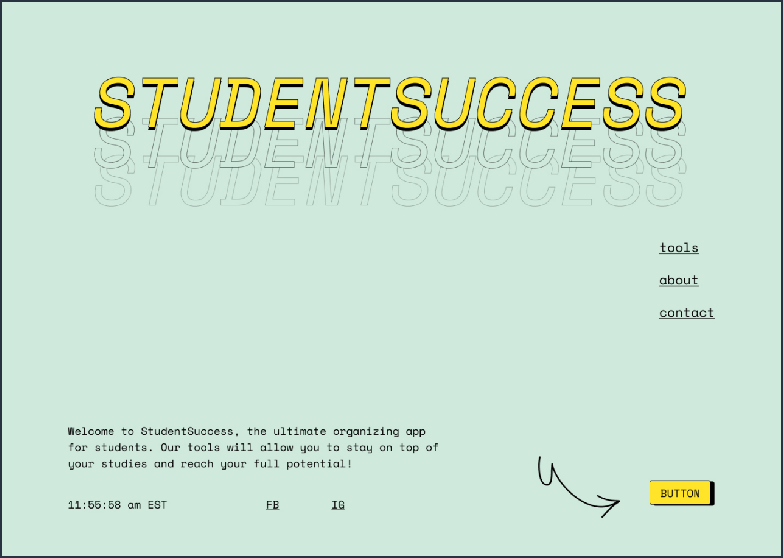 STUDENTSUCCESS
STUDENTSUCCESS
STUDENTSUCCESS
tools
about
contact
Welcome to StudentSuccess, the ultimate organizing app
for students. Our tools will allow you to stay on top of
your studies and reach your full potential!
11:55:58 am EST FB IG
BUTTON